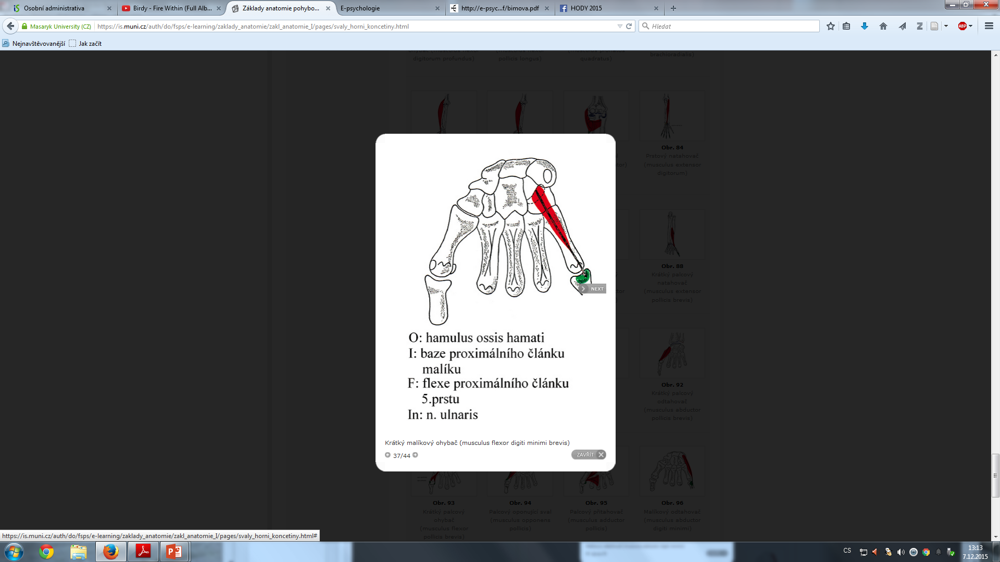 Osobní administrativa
Birdy - Fire Within (Full Alb...
Základy anatomie pohybo...
E-psychologie
http://e-psyc...f/bimova.pdf
HODY 2015
Masaryk University (CZ)
https://is.muni.cz/auth/do/fsps/e-learning/zaklady_anatomie/zakl_anatomie_I/pages/svaly_horni_koncetiny.html
Hledat
ABP
Nejnavštěvovanější
Jak začít
digitorum profundus)
pollicis longus)
quadratus)
brachioradialis)
Obr. 84
Prstový natahovač
(musculus extensor
digitorum)
Obr. 88
Krátký palcový
natahovač
(musculus extensor
pollicis brevis)
NEXT
O: hamulus ossis hamati
I: baze proximálního článku
malíku
F: flexe proximálního článku
5.prstu
In: n. ulnaris
Obr. 92
Krátký palcový
odtahovač
(musculus abductor
pollicis brevis)
Krátký malíkový ohybač (musculus flexor digiti minimi brevis)
37/44
ZAVŘÍT
Obr. 93
Krátký palcový
ohybač
(musculus flexor
pollicis brevis)
Obr. 94
Palcový oponující sval
(musculus opponens
pollicis)
Obr. 95
Palcový přitahovač
(musculus adductor
pollicis)
Obr. 96
Malíkový odtahovač
(musculus abductor
digiti minimi)
https://is.muni.cz/auth/do/fsps/e-learning/zaklady_anatomie/zakl_anatomie_I/pages/svaly_horni_koncetiny.html#
CS
13:13
7.12.2015